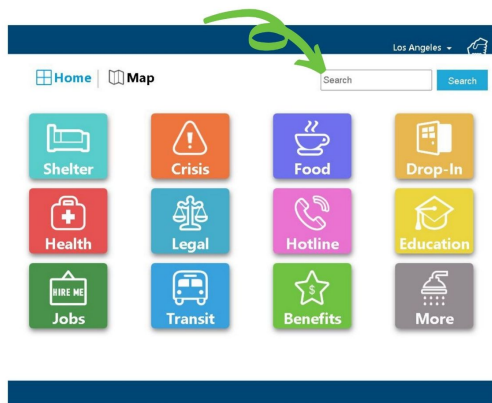 Los Angeles
Home Map
Search Search
Shelter Crisis Food Drop-In
Health Legal Hotline Education
HIRE ME
Jobs Transit Benefits More
$